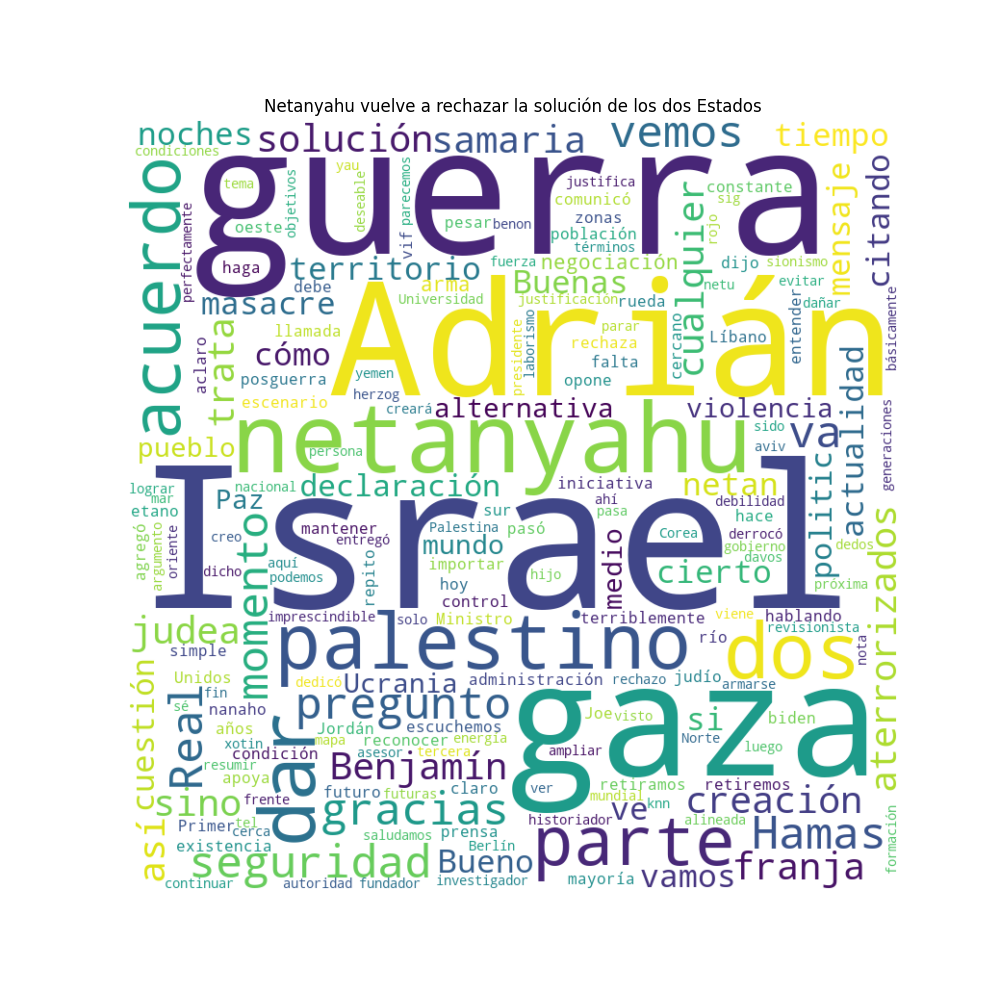 Netanyahu vuelve a rechazar la solución de los dos Estados
noches
solución
samaria
vemos
tiempo
condiciones
guerra
acuerdo
tema
yau
oeste
objetivos
deseable
vif
parecemos
pesar
benon
justifica
comunicó
zonas
población
términos
cualquier
constante
sig
rojo
mensaje
citando
perfectamente
haga
territorio
debe
masacre
arma
Universidad
fuerza
negociación
Buenas
justificación
rueda
dijo
sionismo
netu
evitar
dañar
Adrián
aclaro
trata
llamada
cómo
posguerra
yemen
herzog
presidente
laborismo
parar
rechaza
falta
opone
cercano
Líbano
entender
básicamente
escenario
creará
alternativa
violencia
va
actualidad
generaciones
pueblo
netanyahu
persona
sido
aviv
lograr
mar
etano
nacional
Paz
declaración
iniciativa
netan
debilidad
política
agregó
argumento
oriente
creo
mantener
entregó
sur
Palestina
pasó
ahí
pasa
hace
Corea
derrocó
gobierno
dedos
davos
Israel
dicho
aquí
podemos
repito
mundo
importar
hoy
hijo
medio
cierto
próxima
aterrorizados
momento
imprescindible
control
solo
Ministro
terriblemente
viene
hablando
revisionista
judea
simple
palestino
río
dos
nota
cuestión
Unidos
fin
sé
nanaho
dedicó
Ucrania
administración
rechazo
judío
armarse
Real
años
xotin
mapa
Jordán
pregunto
escuchemos
Joe
visto
si
biden
gaza
resumir
condición
dar
reconocer
tercera
energía
asesor
Norte
luego
ampliar
apoya
Benjamín
claro
ver
retiramos
retiremos
mundial
knn
así
sino
frente
futuro
futuras
gracias
historiador
ve
creación
alineada
Primer
tel
cerca
existencia
saludamos
prensa
Berlín
parte
Hamas
formación
seguridad
Bueno
franja
continuar
autoridad
fundador
investigador
mayoría
vamos